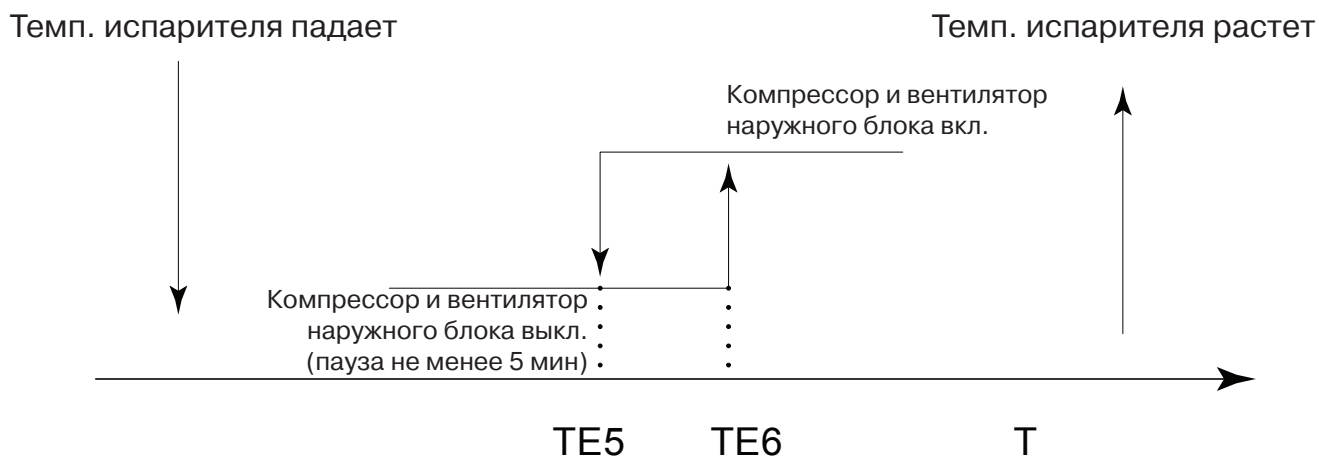 Темп. испарителя падает
Темп. испарителя растет
Компрессор и вентилятор
наружного блока вкл.
Компрессор и вентилятор
наружного блока выкл.
(пауза не менее 5 мин)
TE5
TE6
T